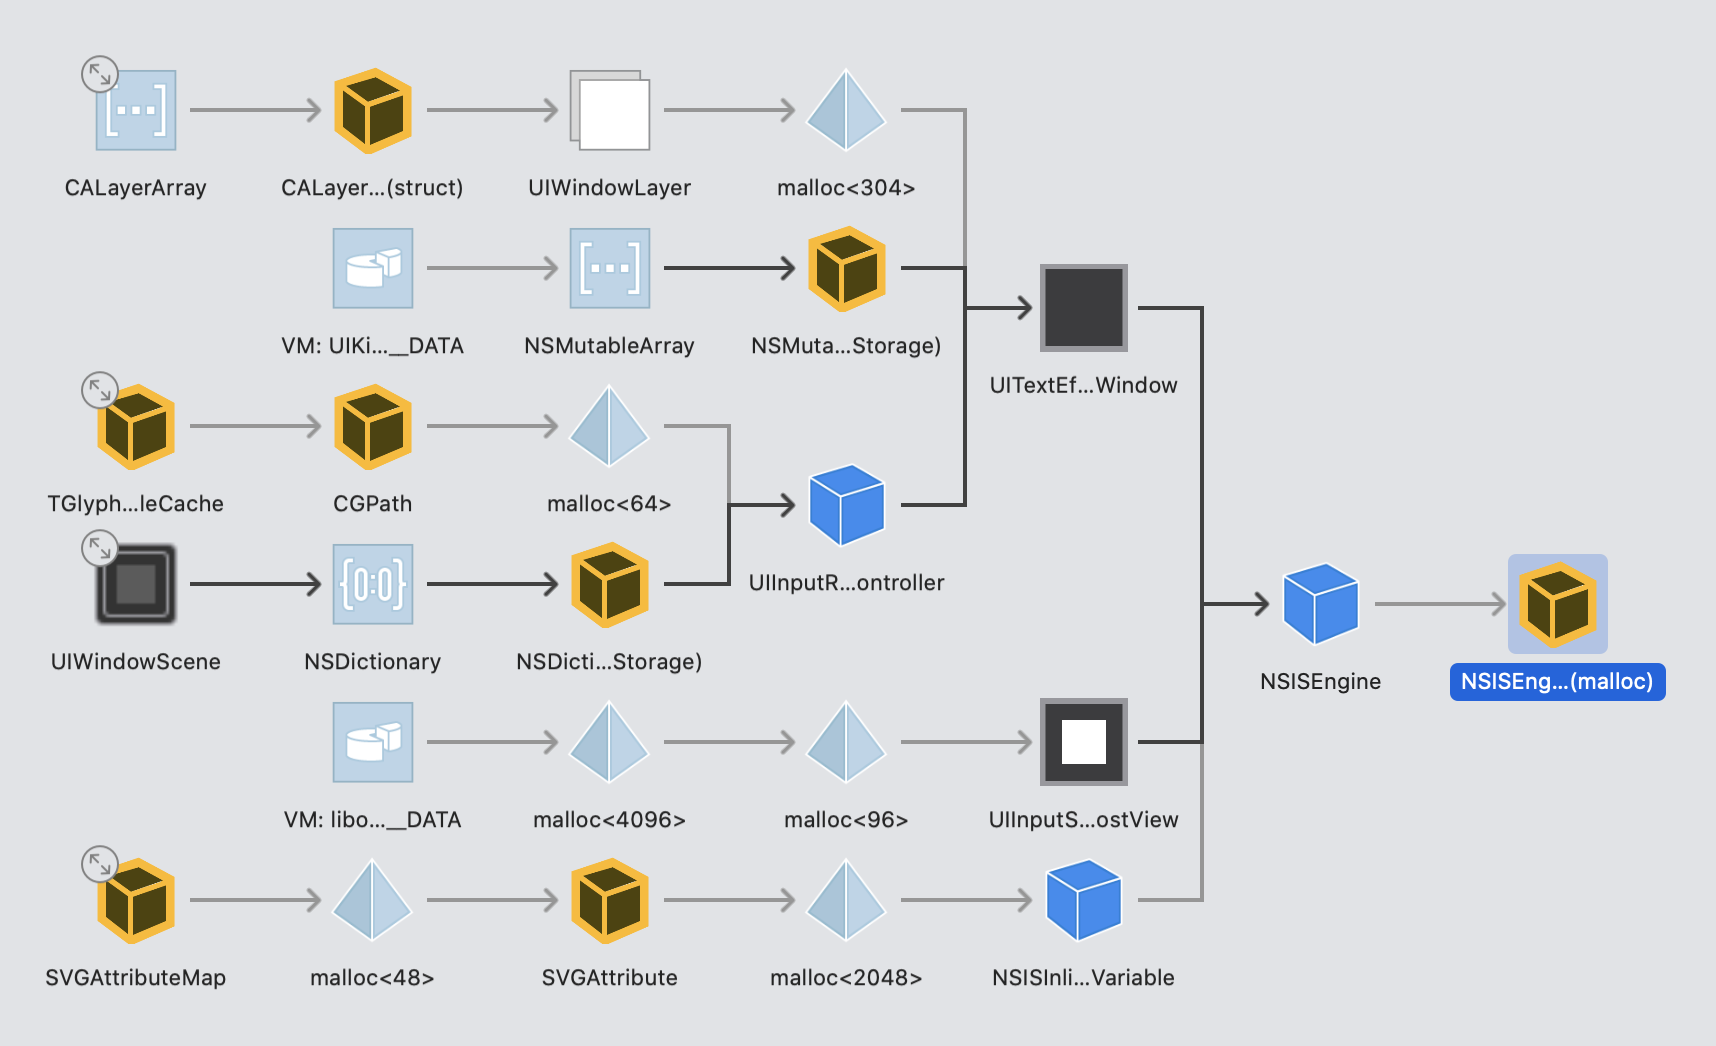 CALayerArray
CALayer...(struct)
UIWindowLayer
malloc<304>
VM: UIKi...__DATA
NSMutableArray
NSMuta...Storage)
UITextEf...Window
TGlyph...leCache
CGPath
malloc<64>
UIInputR...ontroller
UIWindowScene
NSDictionary
NSDicti...Storage)
NSISEngine
NSISEng...(malloc)
VM: libo...__DATA
malloc<4096>
malloc<96>
UIInputS...ostView
SVGAttributeMap
malloc<48>
SVGAttribute
malloc<2048>
NSISInli...Variable